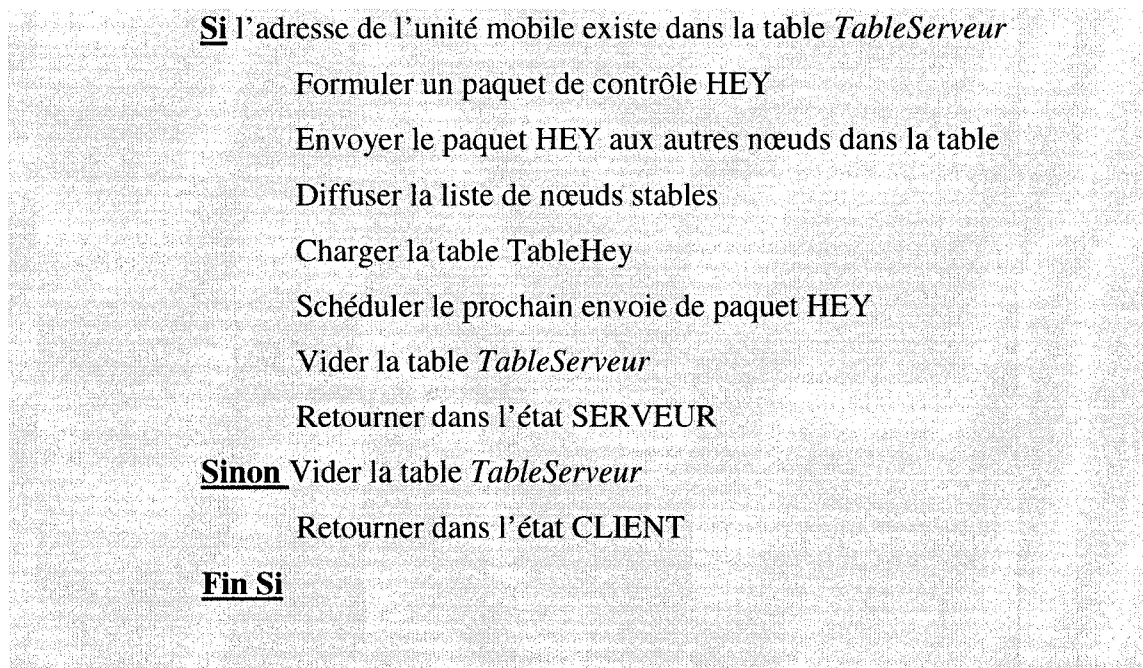 Si l'adresse de l'unité mobile existe dans la table TableServeur
Formuler un paquet de contrôle HEY
Envoyer le paquet HEY aux autres nœuds dans la table
Diffuser la liste de nœuds stables
Charger la table TableHey
Schéduler le prochain envoie de paquet HEY
Vider la table TableServeur
Retourner dans l'état SERVEUR
Sinon Vider la table TableServeur
Retourner dans l'état CLIENT
Fin Si